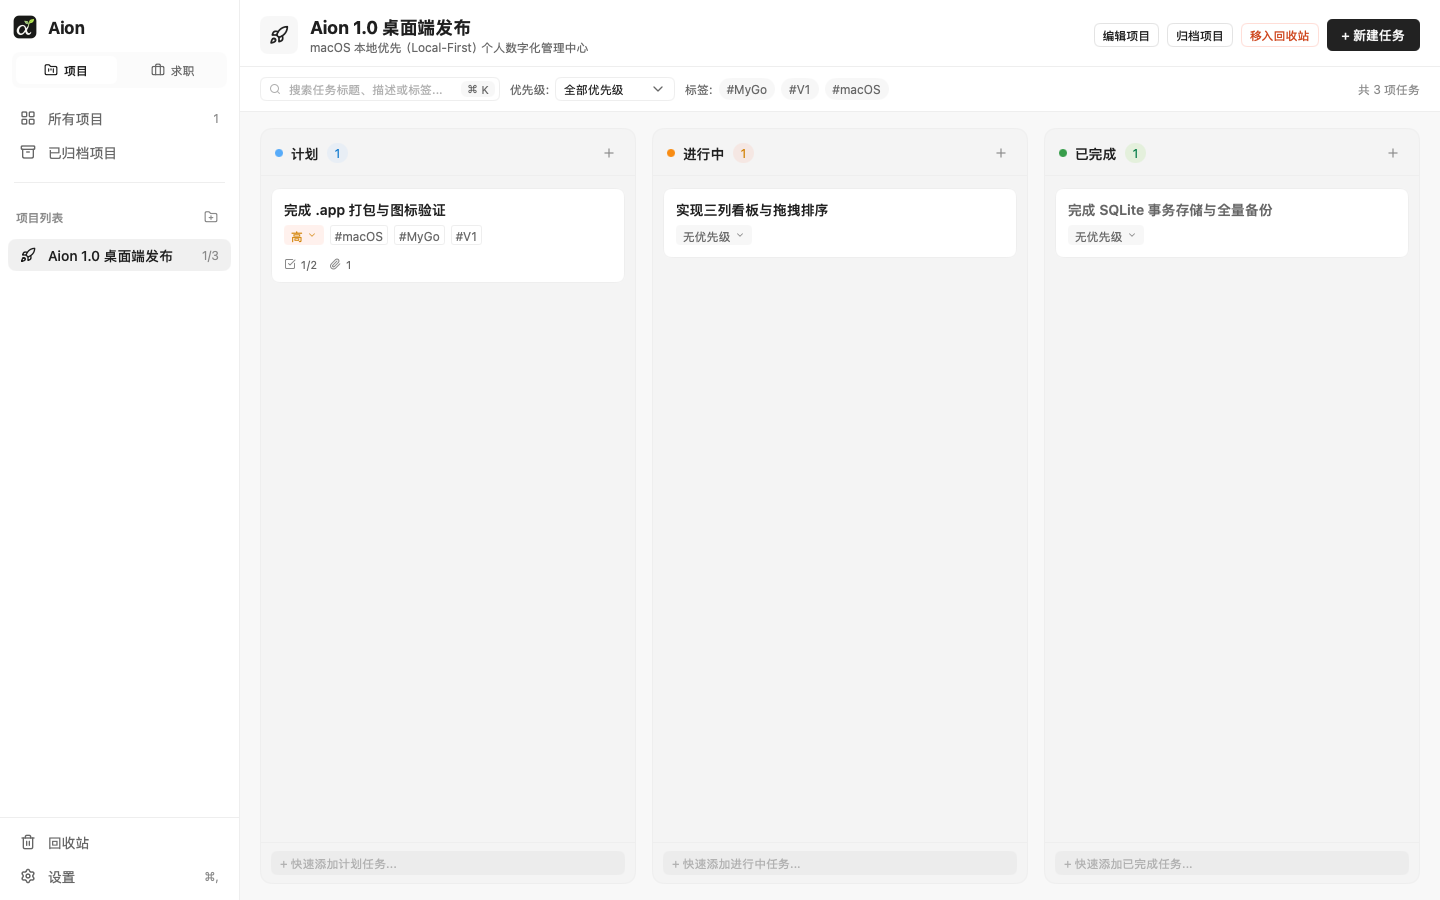 Aion
项目
求职
所有项目 1
已归档项目
项目列表
Aion 1.0 桌面端发布 1/3
回收站
设置 ⌘,
Aion 1.0 桌面端发布
macOS 本地优先 (Local-First) 个人数字化管理中心
编辑项目
归档项目
移入回收站
+ 新建任务
搜索任务标题、描述或标签... ⌘ K
优先级: 全部优先级
标签: #MyGo #V1 #macOS
共 3 项任务
计划 1
完成 .app 打包与图标验证
高 #macOS #MyGo #V1
1/2 1
+ 快速添加计划任务...
进行中 1
实现三列看板与拖拽排序
无优先级
+ 快速添加进行中任务...
已完成 1
完成 SQLite 事务存储与全量备份
无优先级
+ 快速添加已完成任务...